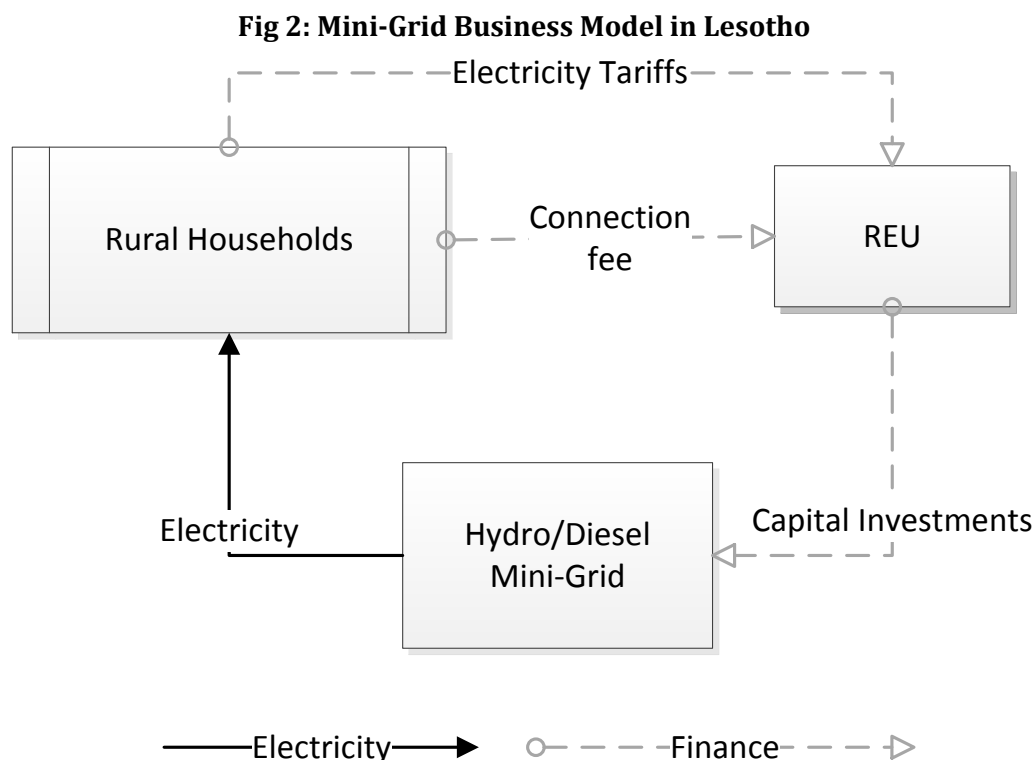 Fig 2: Mini-Grid Business Model in Lesotho
Electricity Tariffs
Rural Households
Connection
fee
REU
Electricity
Hydro/Diesel
Mini-Grid
Capital Investments
Electricity
Finance